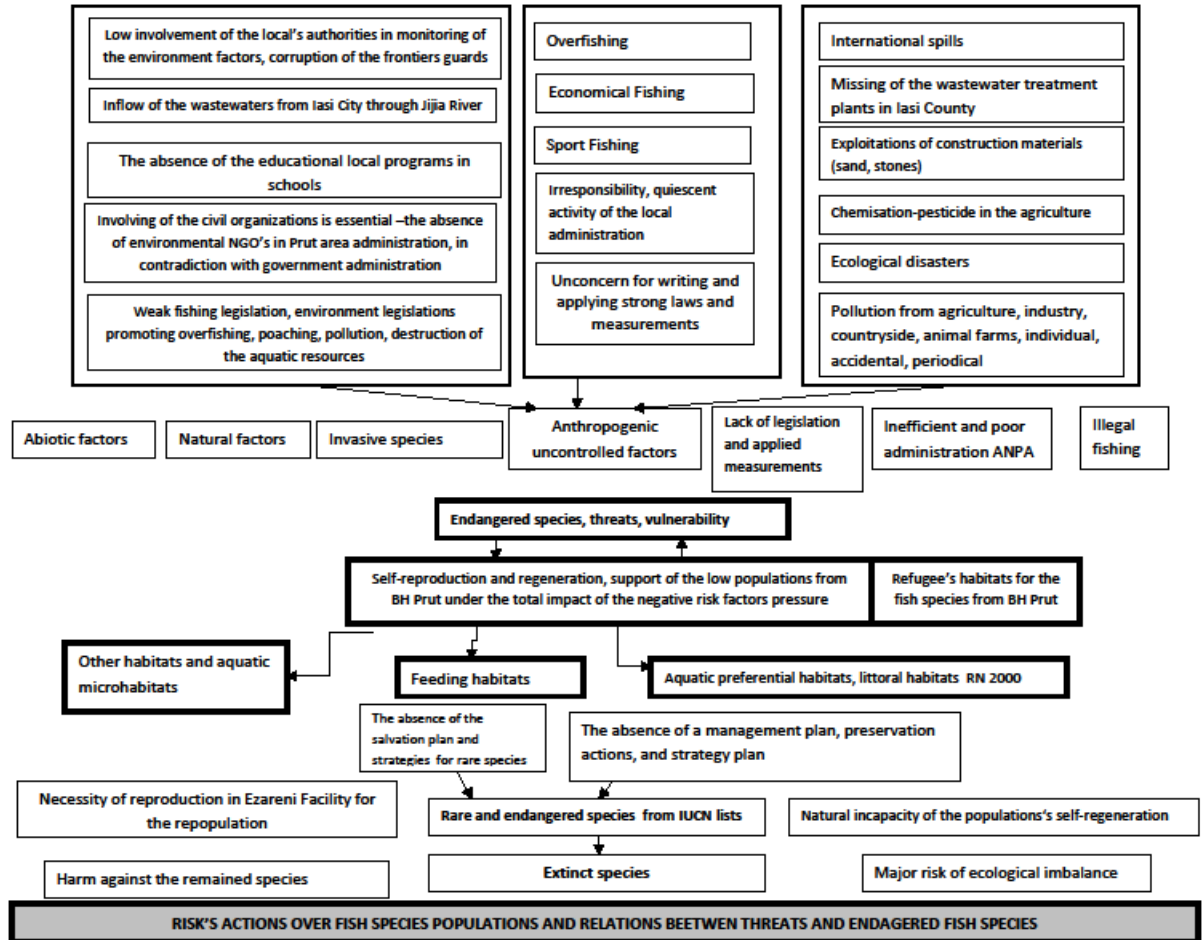 Low involvement of the local's authorities in monitoring of
the environment factors, corruption of the frontiers guards
Inflow of the wastewaters from Iasi City through Jijia River
The absence of the educational local programs in
schools
Involving of the civil organizations is essential –the absence
of environmental NGO's in Prut area administration, in
contradiction with government administration
Weak fishing legislation, environment legislations
promoting overfishing, poaching, pollution, destruction of
the aquatic resources
Overfishing
Economical Fishing
Sport Fishing
Irresponsibility, quiescent
activity of the local
administration
Unconcern for writing and
applying strong laws and
measurements
International spills
Missing of the wastewater treatment
plants in Iasi County
Exploitations of construction materials
(sand, stones)
Chemisation-pesticide in the agriculture
Ecological disasters
Pollution from agriculture, industry,
countryside, animal farms, individual,
accidental, periodical
Abiotic factors
Natural factors
Invasive species
Anthropogenic
uncontrolled factors
Lack of legislation
and applied
measurements
Inefficient and poor
administration ANPA
Illegal
fishing
Endangered species, threats, vulnerability
Self-reproduction and regeneration, support of the low populations from
BH Prut under the total impact of the negative risk factors pressure
Refugee's habitats for the
fish species from BH Prut
Other habitats and aquatic
microhabitats
Feeding habitats
Aquatic preferential habitats, littoral habitats RN 2000
The absence of the
salvation plan and
strategies for rare species
The absence of a management plan, preservation
actions, and strategy plan
Necessity of reproduction in Ezareni Facility for
the repopulation
Rare and endangered species from IUCN lists
Natural incapacity of the populations's self-regeneration
Harm against the remained species
Extinct species
Major risk of ecological imbalance
RISK'S ACTIONS OVER FISH SPECIES POPULATIONS AND RELATIONS BEETWEN THREATS AND ENDAGERED FISH SPECIES